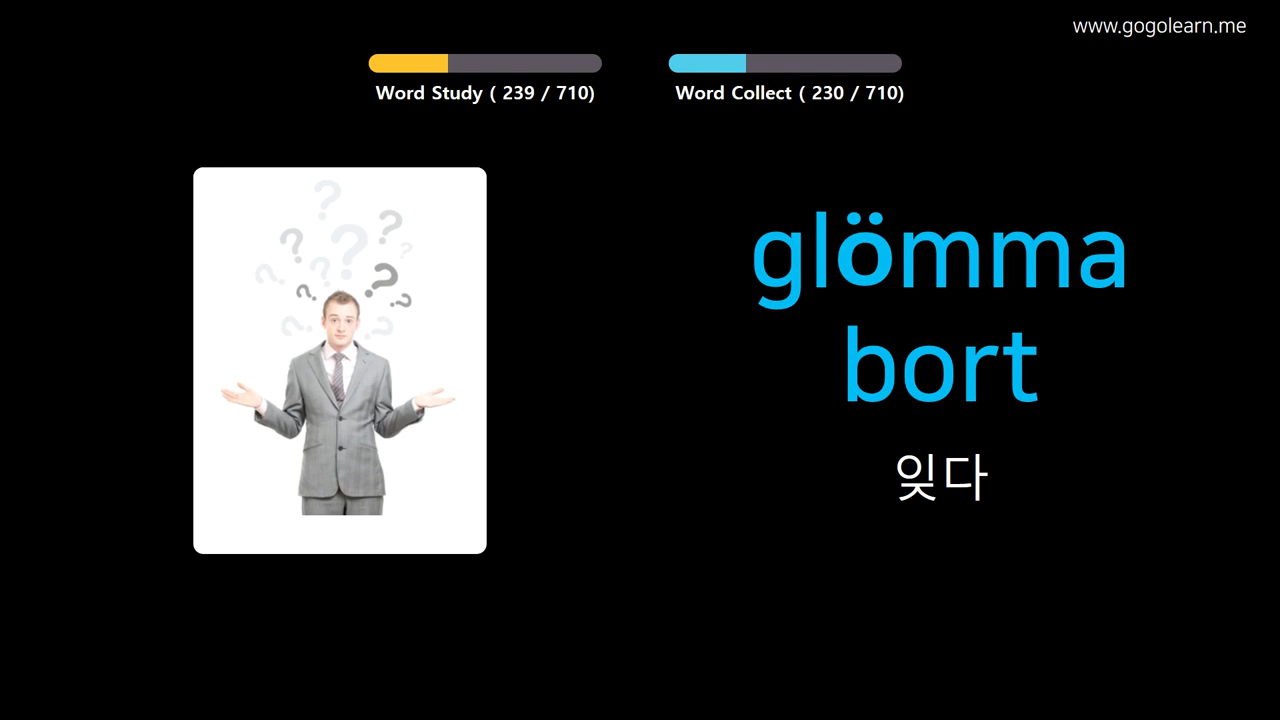 www.gogolearn.me
Word Study ( 239 / 710)
Word Collect ( 230 / 710)
glömma
bort
잊다